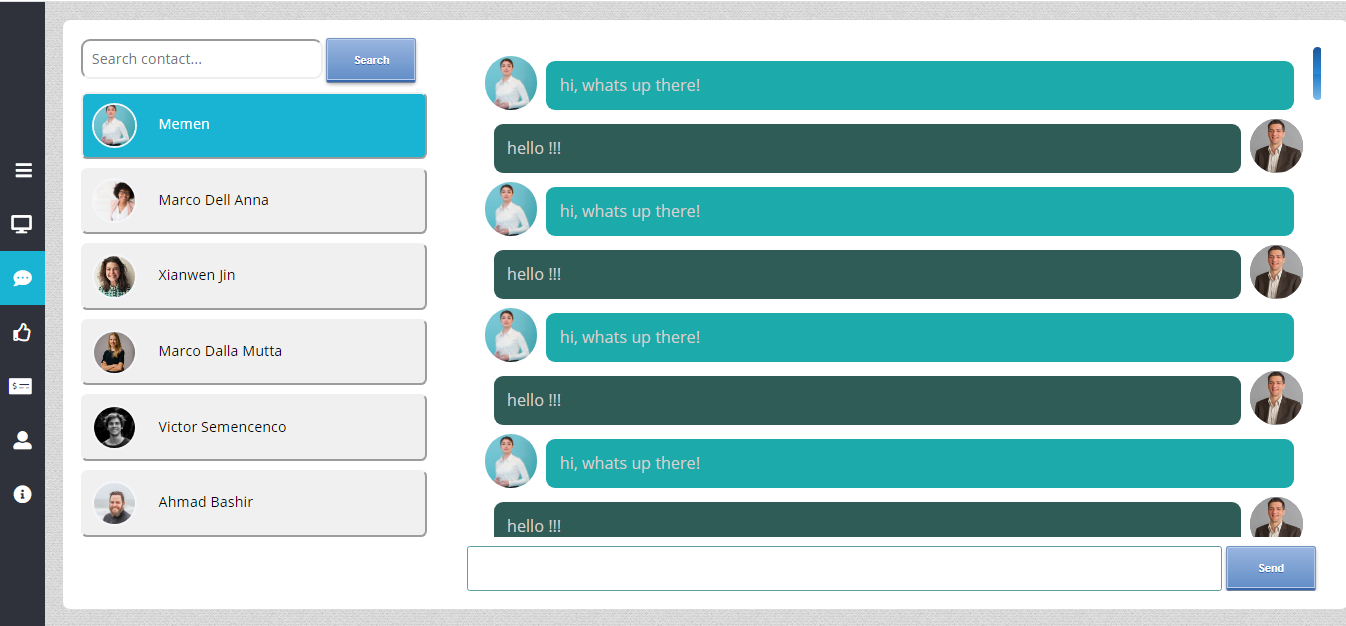 Search contact...
Search
Memen
Marco Dell Anna
Xianwen Jin
Marco Dalla Mutta
Victor Semencenco
Ahmad Bashir
hi, whats up there!
hello !!!
hi, whats up there!
hello !!!
hi, whats up there!
hello !!!
hi, whats up there!
hello !!!
Send